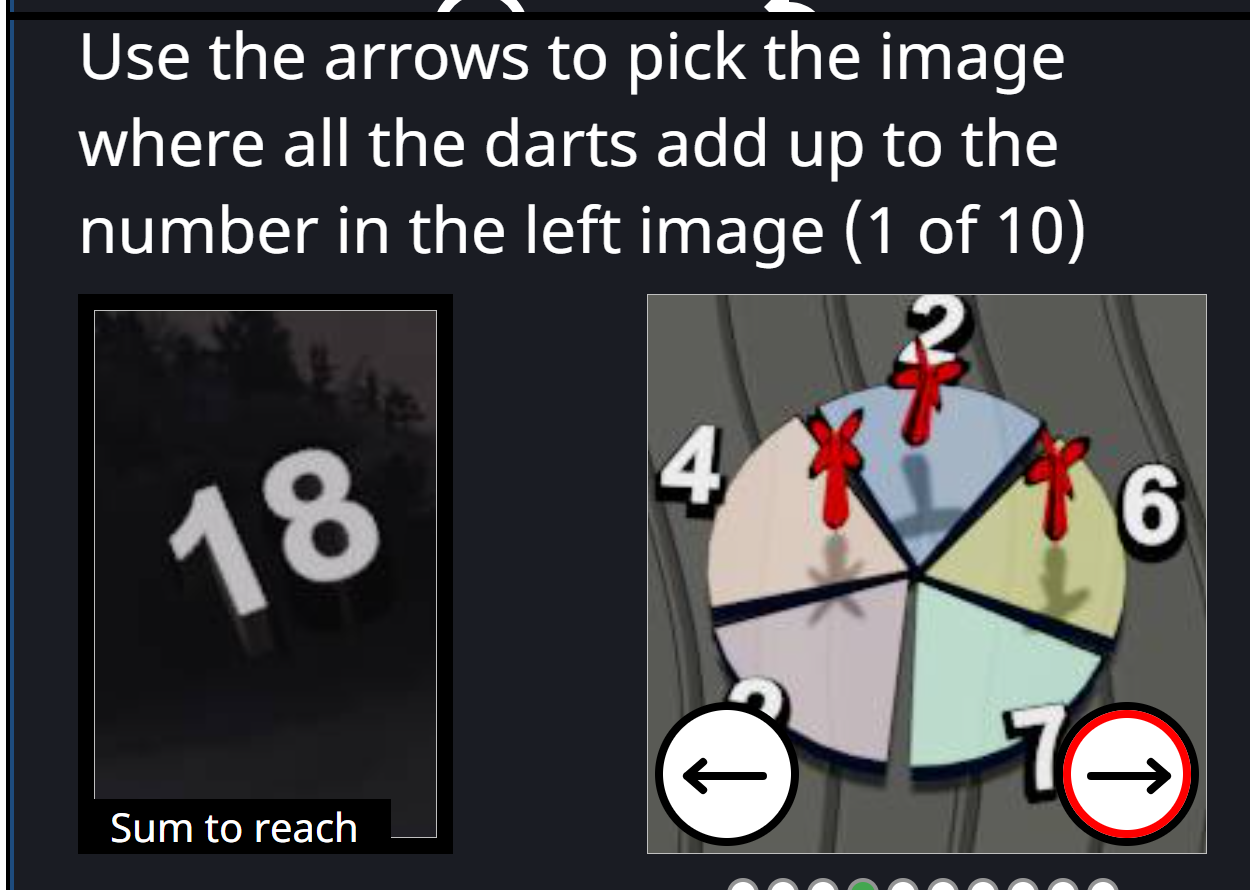 Use the arrows to pick the image
where all the darts add up to the
number in the left image (1 of 10)
18
Sum to reach
2
4
6
7